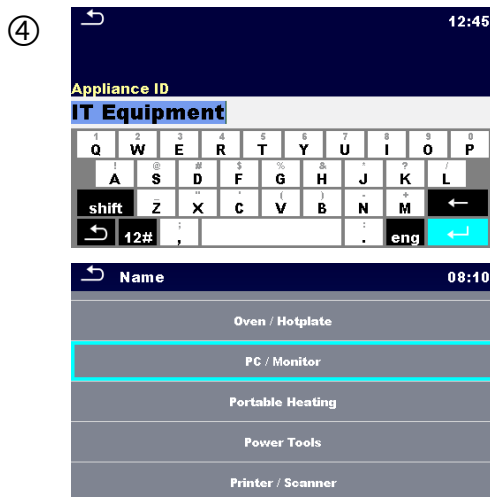 ④
12:45
Appliance ID
IT Equipment
1 2 3 4 5 6 7 8 9 0
Q W E R T Y U I O P
! @ # $ % & * ? /
A S D F G H J K L
_ " ' ( ) - +
shift Z X C V B N M ←
12# ; , : . eng
Name 08:10
Oven / Hotplate
PC / Monitor
Portable Heating
Power Tools
Printer / Scanner